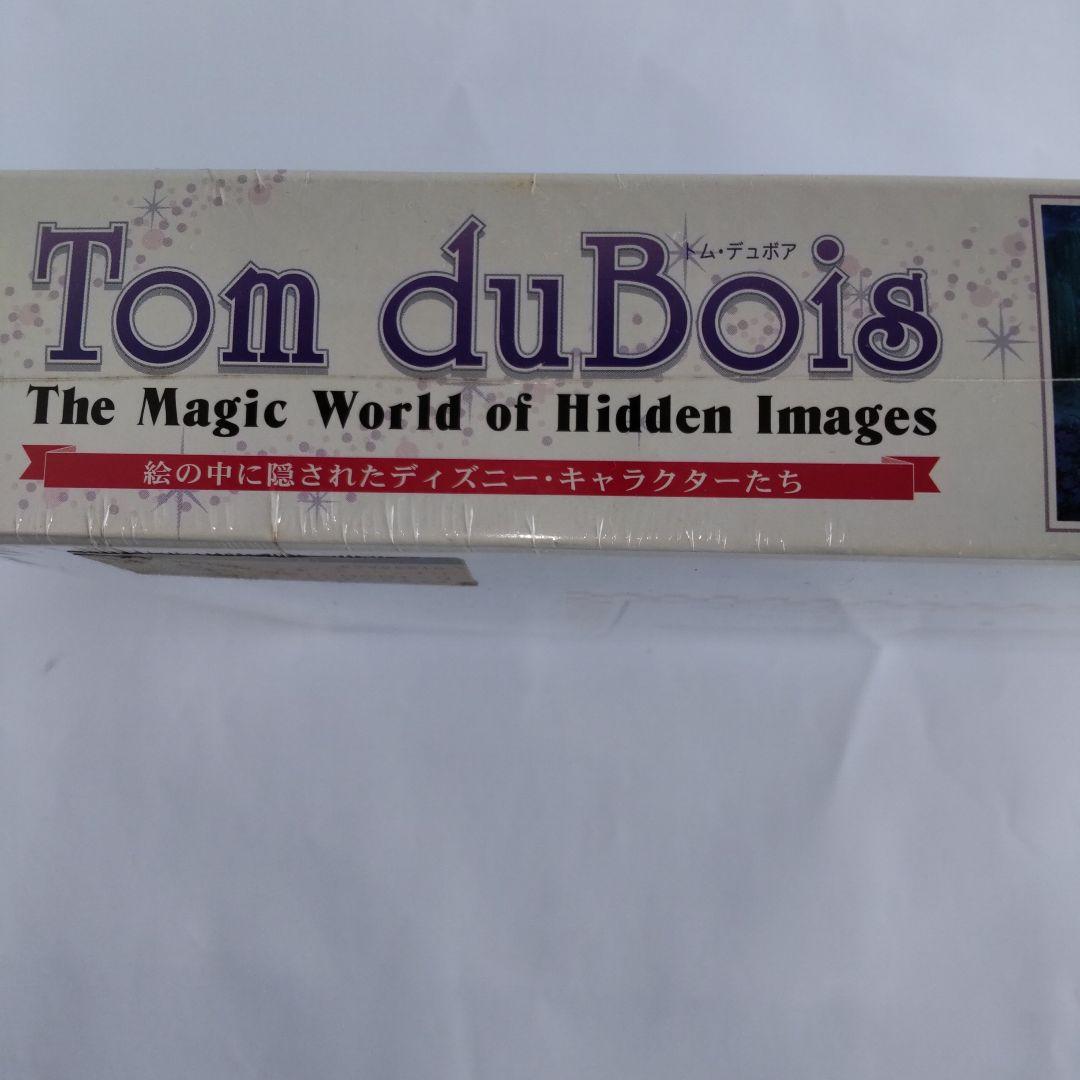 Tom duBois
トム・デュボア
The Magic World of Hidden Images
絵の中に隠されたディズニー・キャラクターたち